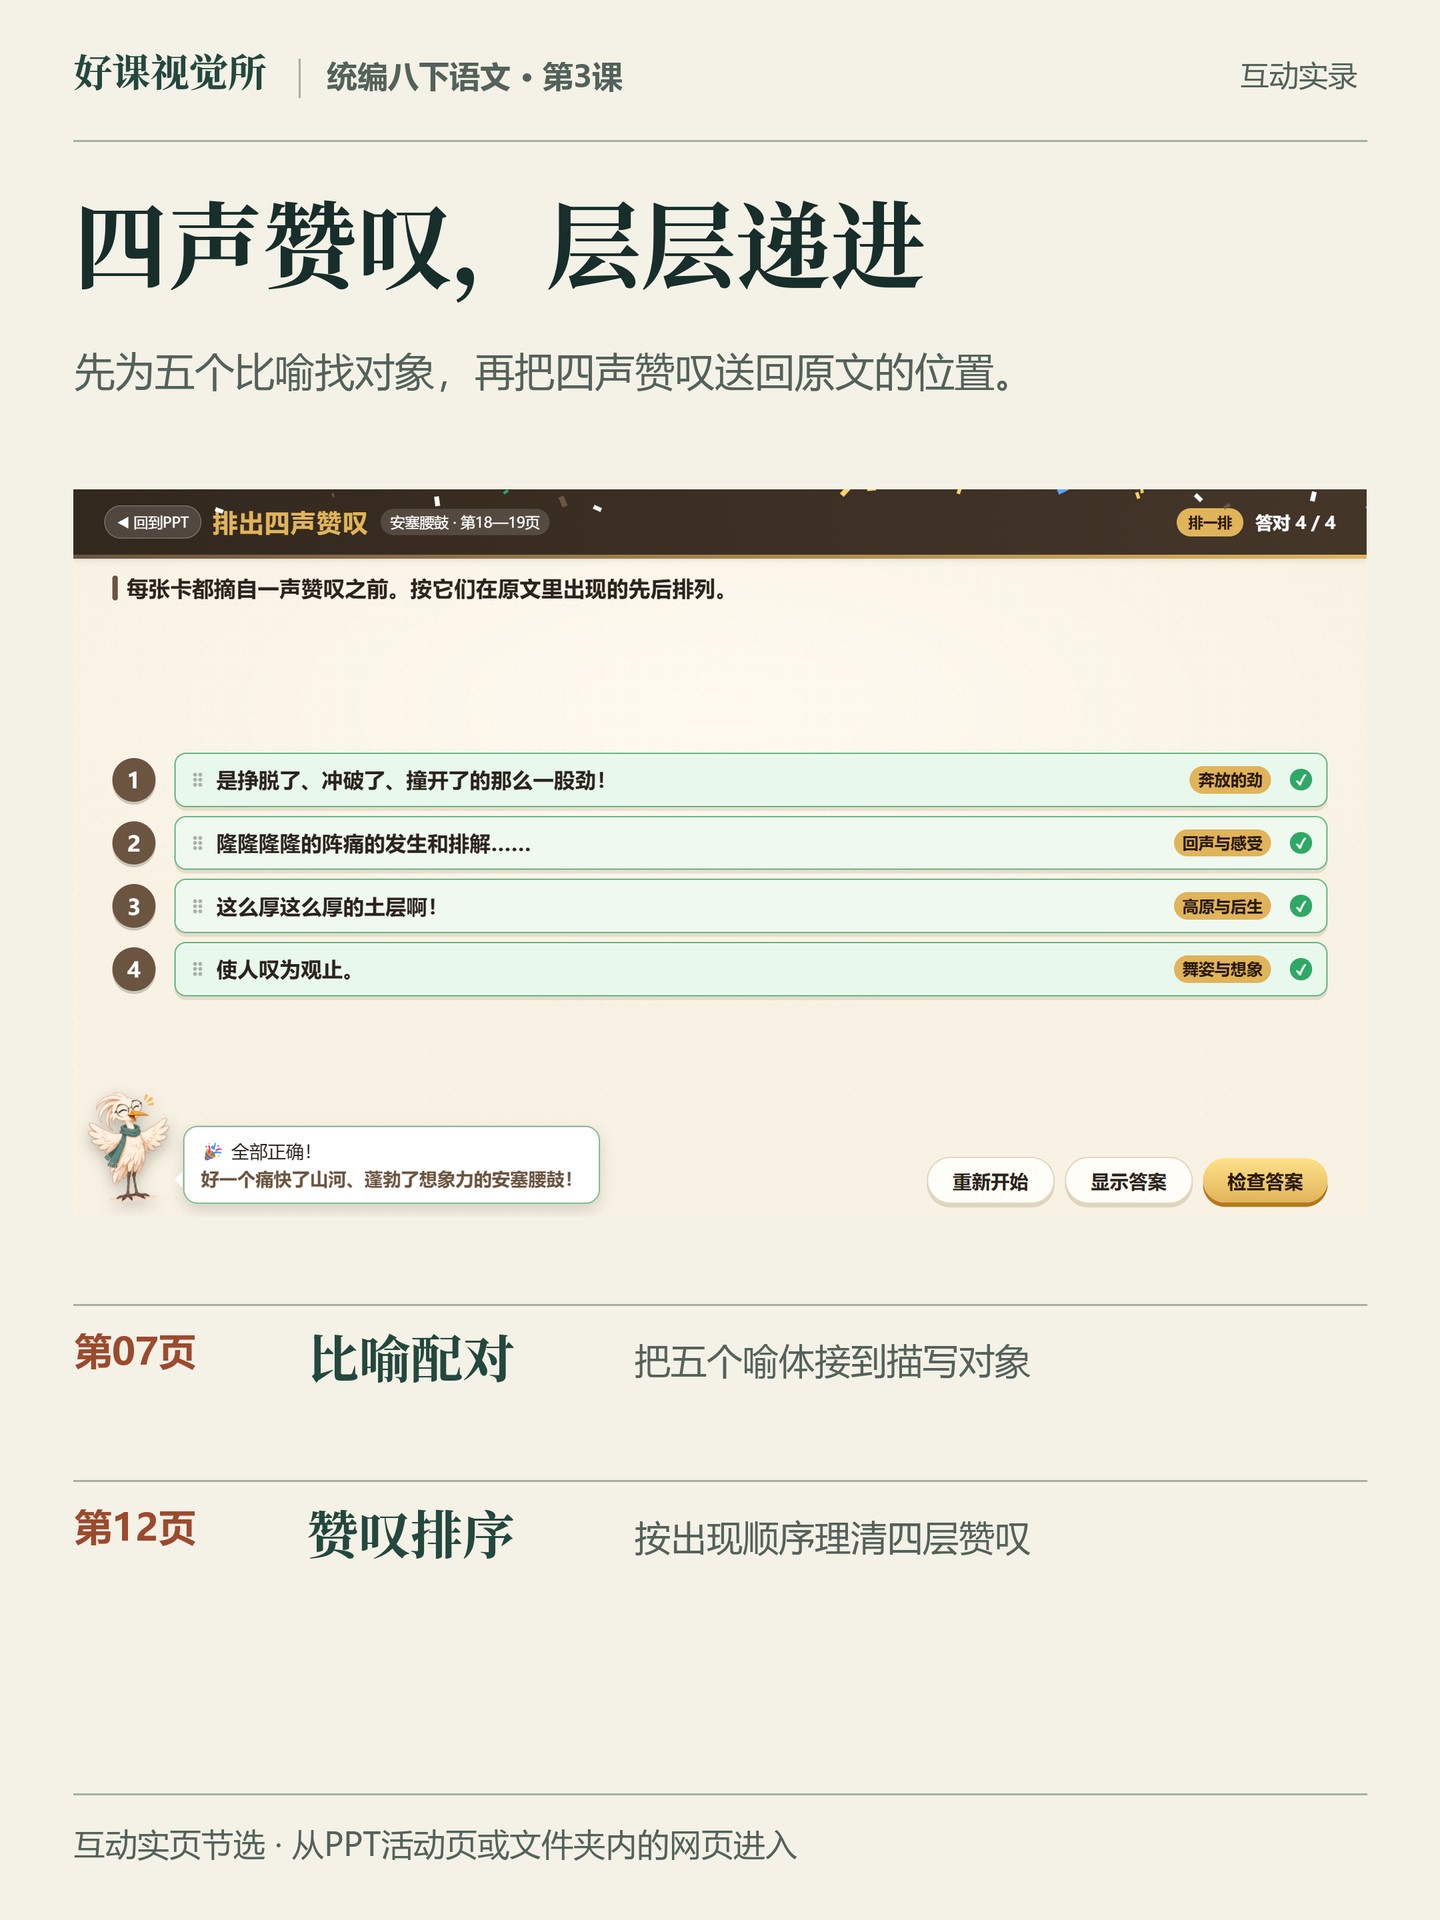 好课视觉所
统编八下语文·第3课
互动实录
四声赞叹，层层递进
先为五个比喻找对象，再把四声赞叹送回原文的位置。
◀ 回到PPT
排出四声赞叹
安塞腰鼓·第18—19页
排一排
答对 4 / 4
每张卡都摘自一声赞叹之前。按它们在原文里出现的先后排列。
1 是挣脱了、冲破了、撞开了的那么一股劲！ 奔放的劲
2 隆隆隆隆的阵痛的发生和排解…… 回声与感受
3 这么厚这么厚的土层啊！ 高原与后生
4 使人叹为观止。 舞姿与想象
🎉 全部正确！
好一个痛快了山河、蓬勃了想象力的安塞腰鼓！
重新开始
显示答案
检查答案
第07页 比喻配对 把五个喻体接到描写对象
第12页 赞叹排序 按出现顺序理清四层赞叹
互动实页节选·从PPT活动页或文件夹内的网页进入